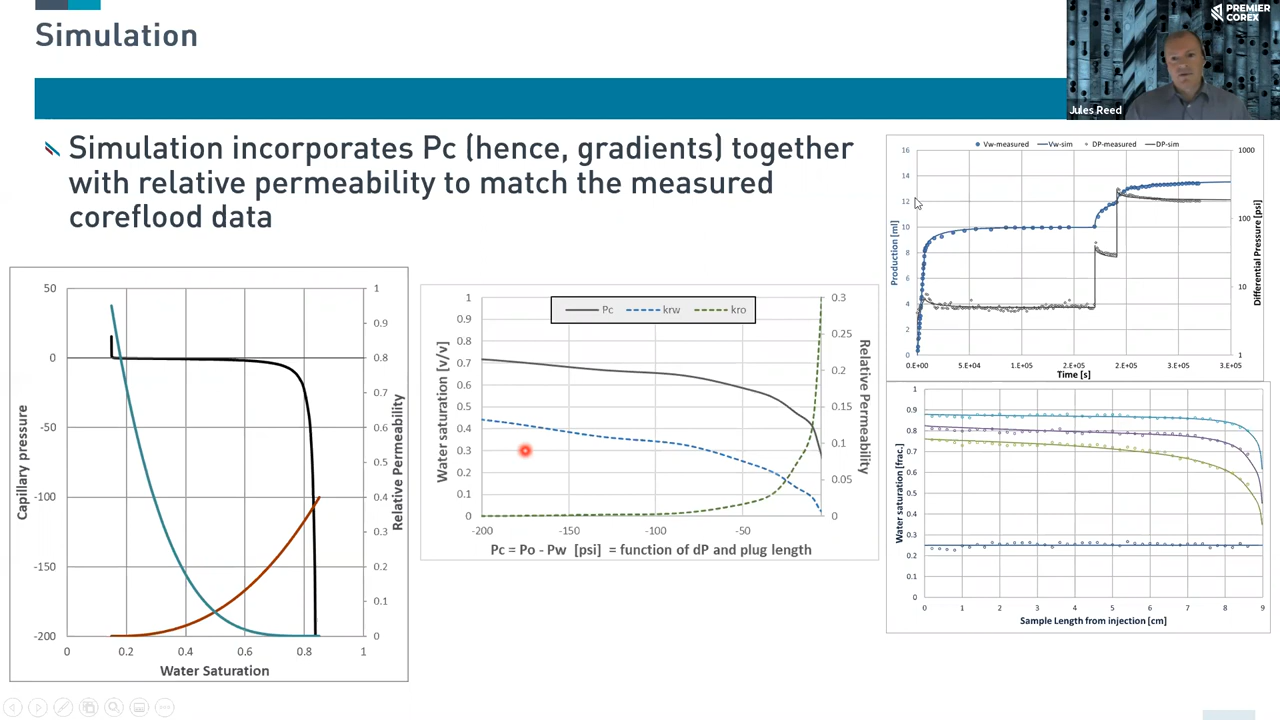 Simulation
PREMIER
COREX
Jules Reed
Simulation incorporates Pc (hence, gradients) together
with relative permeability to match the measured
coreflood data
50
0
-50
-100
-150
-200
Capillary pressure
1
0.9
0.8
0.7
0.6
0.5
0.4
0.3
0.2
0.1
0
Relative Permeability
0 0.2 0.4 0.6 0.8 1
Water Saturation
Pc krw kro
1
0.9
0.8
0.7
0.6
0.5
0.4
0.3
0.2
0.1
0
Water saturation [v/v]
0.3
0.25
0.2
0.15
0.1
0.05
0
Relative Permeability
-200 -150 -100 -50
Pc = Po - Pw [psi] = function of dP and plug length
Vw-measured Vw-sim DP-measured DP-sim
16
14
12
10
8
6
4
2
0
Production [ml]
1000
100
10
1
Differential Pressure [psi]
0.E+00 5.E+04 1.E+05 2.E+05 2.E+05 3.E+05 3.E+05
Time [s]
1
0.9
0.8
0.7
0.6
0.5
0.4
0.3
0.2
0.1
0
Water saturation [frac.]
0 1 2 3 4 5 6 7 8 9
Sample Length from injection [cm]